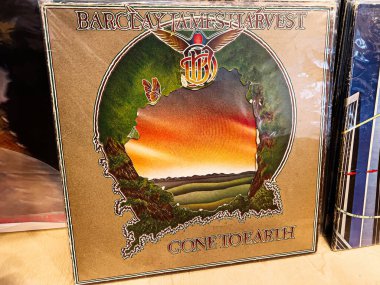 BARCLAY JAMES HARVEST
GONE TO EARTH